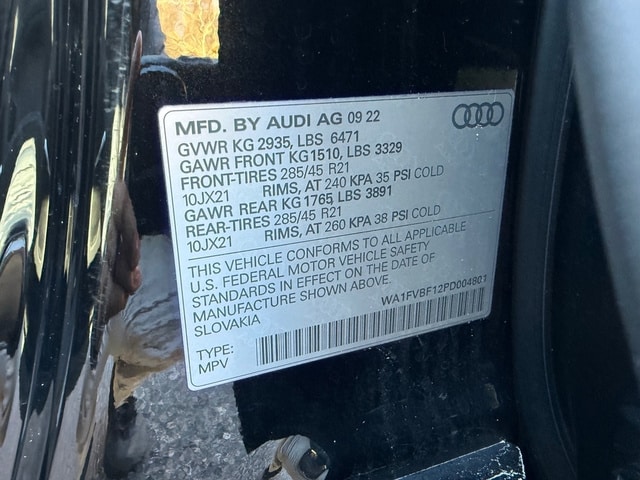 MFD. BY AUDI AG 09 22
GVWR KG 2935, LBS 6471
GAWR FRONT KG1510, LBS 3329
FRONT-TIRES 285/45 R21
10JX21 RIMS, AT 240 KPA 35 PSI COLD
GAWR REAR KG 1765, LBS 3891
REAR-TIRES 285/45 R21
10JX21 RIMS, AT 260 KPA 38 PSI COLD
THIS VEHICLE CONFORMS TO ALL APPLICABLE
U.S. FEDERAL MOTOR VEHICLE SAFETY
STANDARDS IN EFFECT ON THE DATE OF
MANUFACTURE SHOWN ABOVE.
SLOVAKIA
WA1FVBF12PD004801
TYPE:
MPV